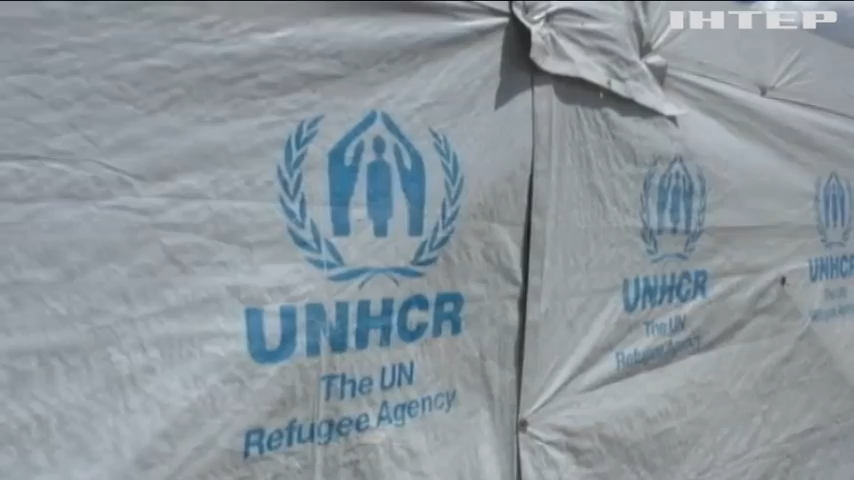 ІНТЕР
UNHCR
The UN
Refugee Agency
UNHCR
The UN
Refugee Agency
UNHCR